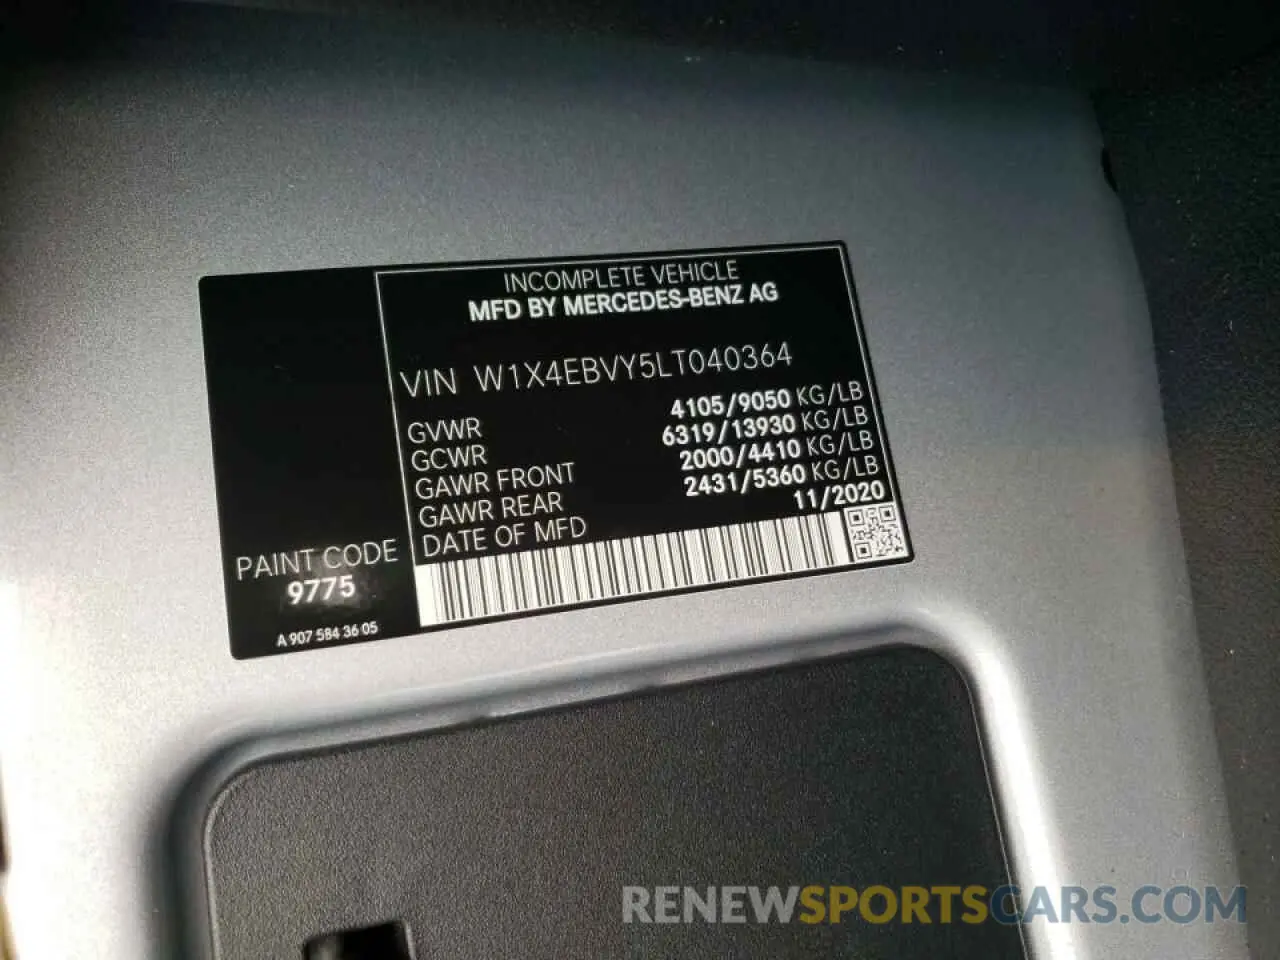 INCOMPLETE VEHICLE
MFD BY MERCEDES-BENZ AG
VIN W1X4EBVY5LT040364
GVWR 4105/9050 KG/LB
GCWR 6319/13930 KG/LB
GAWR FRONT 2000/4410 KG/LB
GAWR REAR 2431/5360 KG/LB
DATE OF MFD 11/2020
PAINT CODE
9775
A 907 584 36 05
RENEWSPORTSCARS.COM